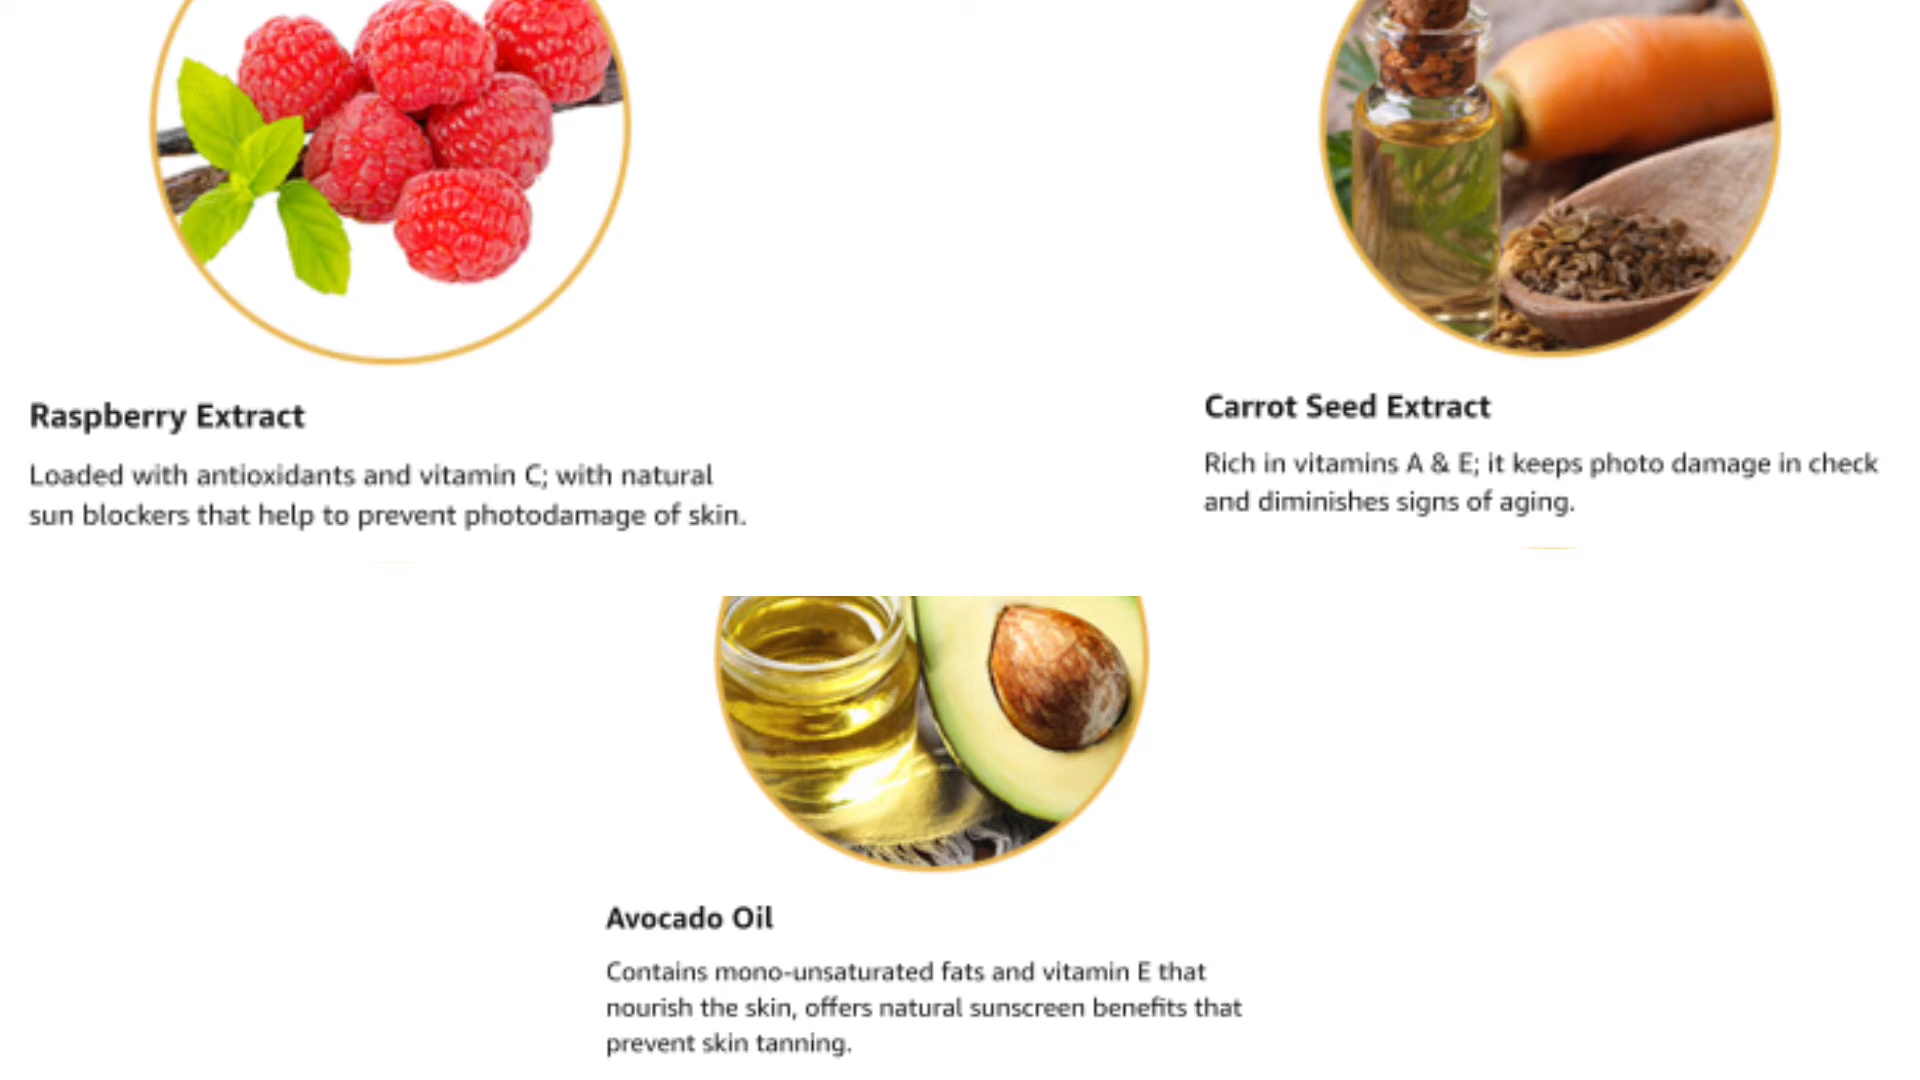 Raspberry Extract
Loaded with antioxidants and vitamin C; with natural
sun blockers that help to prevent photodamage of skin.
Carrot Seed Extract
Rich in vitamins A & E; it keeps photo damage in check
and diminishes signs of aging.
Avocado Oil
Contains mono-unsaturated fats and vitamin E that
nourish the skin, offers natural sunscreen benefits that
prevent skin tanning.